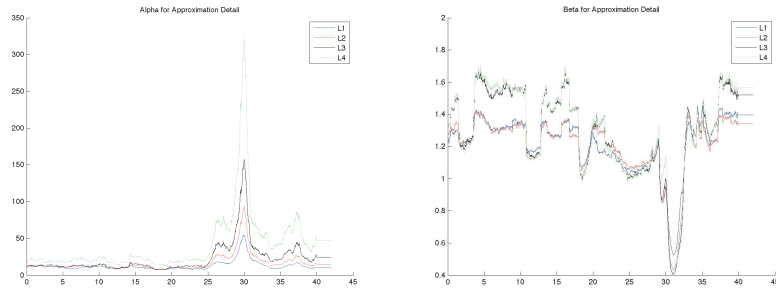 Alpha for Approximation Detail
350
300
250
200
150
100
50
0
0 5 10 15 20 25 30 35 40 45
L1
L2
L3
L4
Beta for Approximation Detail
2
1.8
1.6
1.4
1.2
1
0.8
0.6
0.4
0 5 10 15 20 25 30 35 40 45
L1
L2
L3
L4